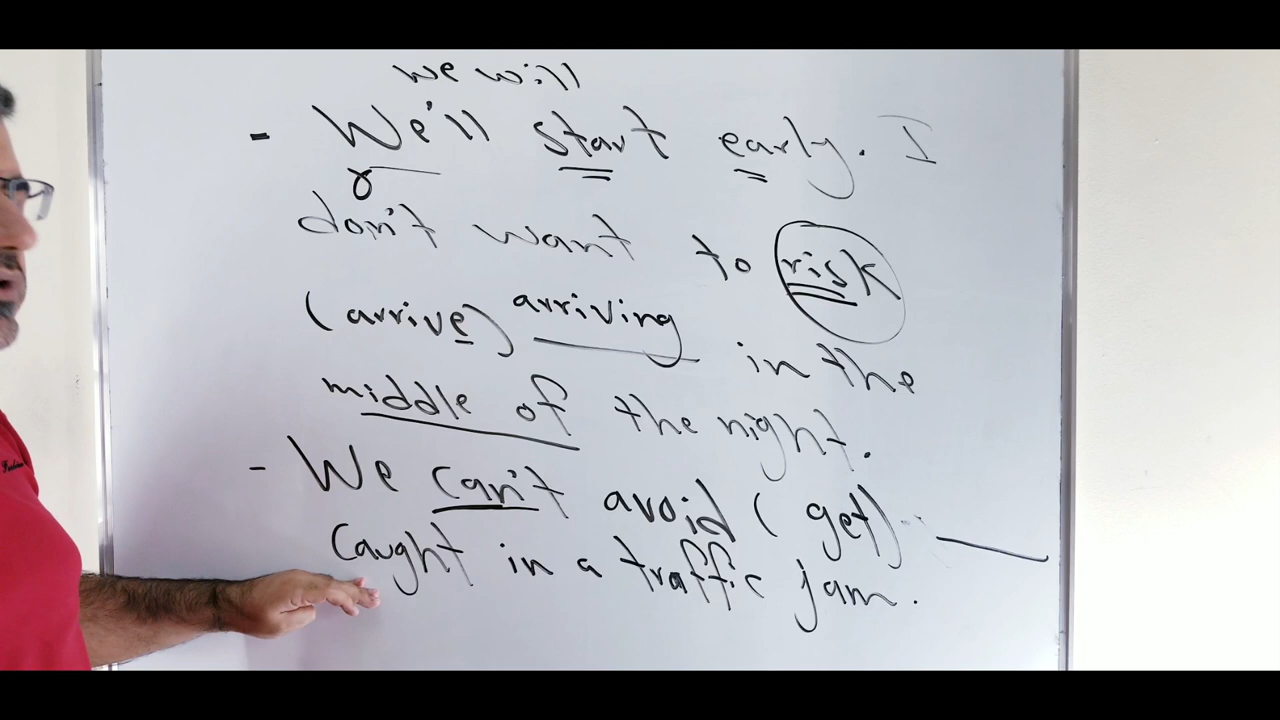 we will
- We'll start early. I
don't want to risk
(arrive) arriving in the
middle of the night.
- We can't avoid (get)
caught in a traffic jam.